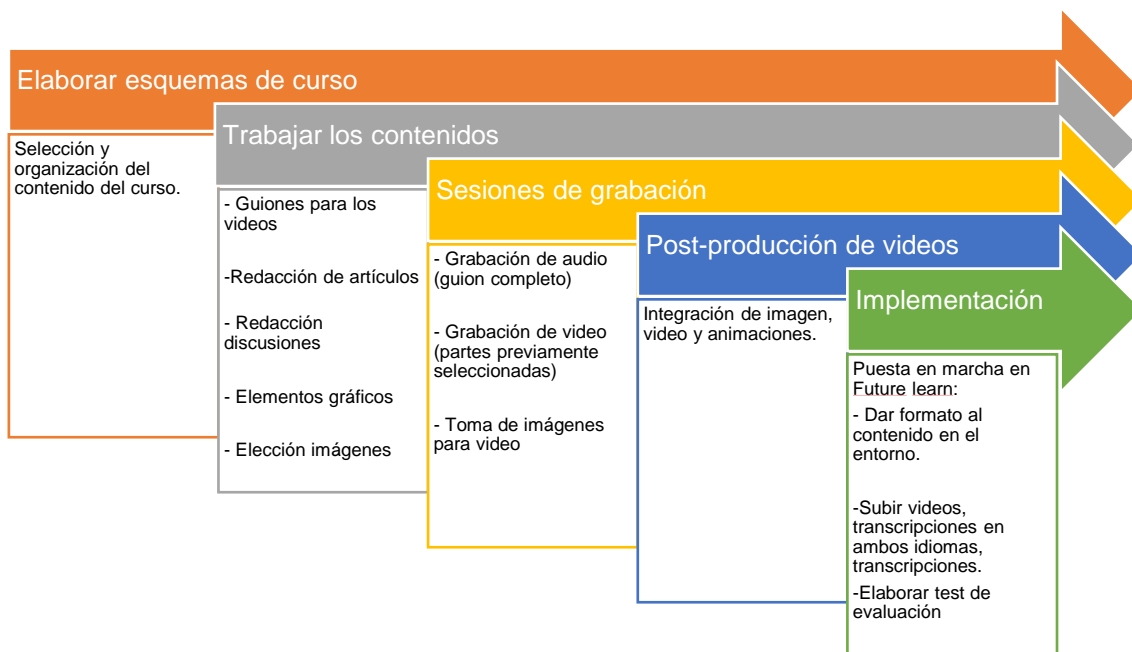 Elaborar esquemas de curso
Selección y
organización del
contenido del curso.
Trabajar los contenidos
- Guiones para los
videos
-Redacción de artículos
- Redacción
discusiones
- Elementos gráficos
- Elección imágenes
Sesiones de grabación
- Grabación de audio
(guion completo)
- Grabación de video
(partes previamente
seleccionadas)
- Toma de imágenes
para video
Post-producción de videos
Integración de imagen,
video y animaciones.
Implementación
Puesta en marcha en
Future learn:
- Dar formato al
contenido en el
entorno.
-Subir videos,
transcripciones en
ambos idiomas,
transcripciones.
-Elaborar test de
evaluación